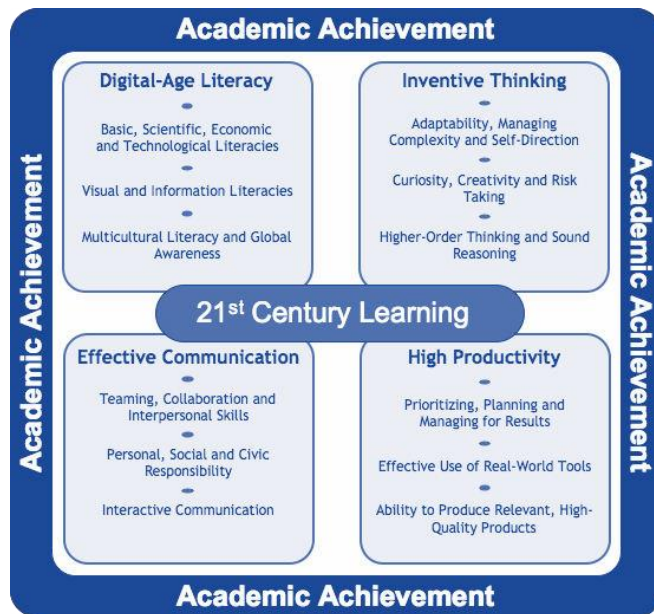 Academic Achievement
Academic Achievement
Digital-Age Literacy
Basic, Scientific, Economic
and Technological Literacies
Visual and Information Literacies
Multicultural Literacy and Global
Awareness
Inventive Thinking
Adaptability, Managing
Complexity and Self-Direction
Curiosity, Creativity and Risk
Taking
Higher-Order Thinking and Sound
Reasoning
Academic Achievement
21st Century Learning
Effective Communication
Teaming, Collaboration and
Interpersonal Skills
Personal, Social and Civic
Responsibility
Interactive Communication
High Productivity
Prioritizing, Planning and
Managing for Results
Effective Use of Real-World Tools
Ability to Produce Relevant, High-
Quality Products
Academic Achievement